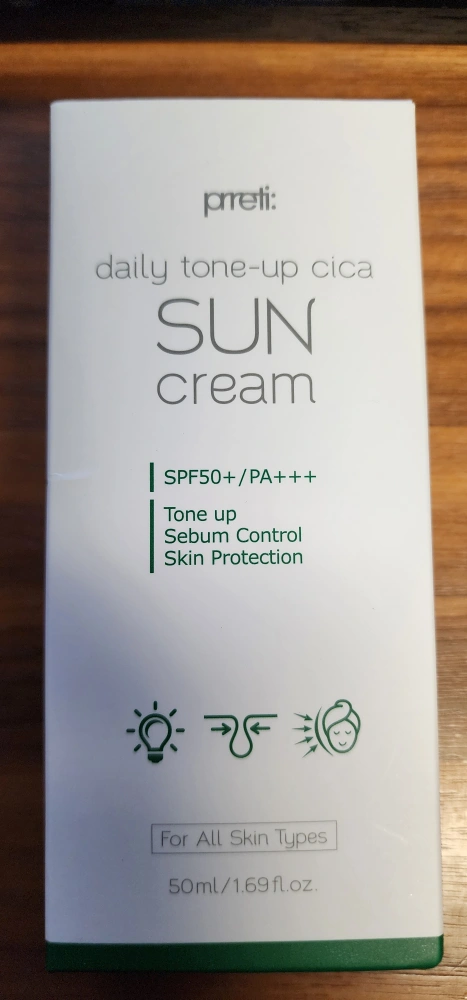 prreti:
daily tone-up cica
SUN
cream
SPF50+/PA+++
Tone up
Sebum Control
Skin Protection
For All Skin Types
50ml/1.69fl.oz.